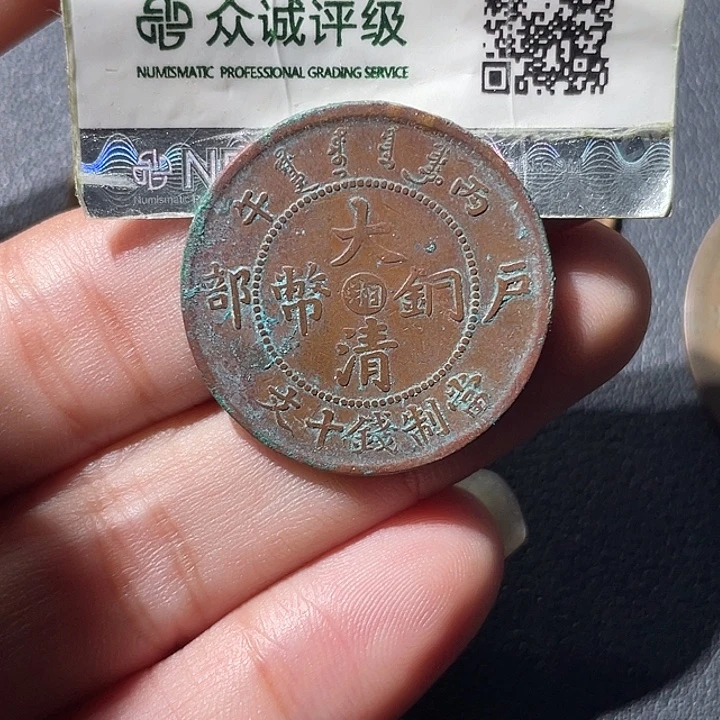 众诚评级
NUMISMATIC PROFESSIONAL GRADING SERVICE
Numismatic
午 丙
大
部 幣 湘 銅 戶
清
文十錢制當